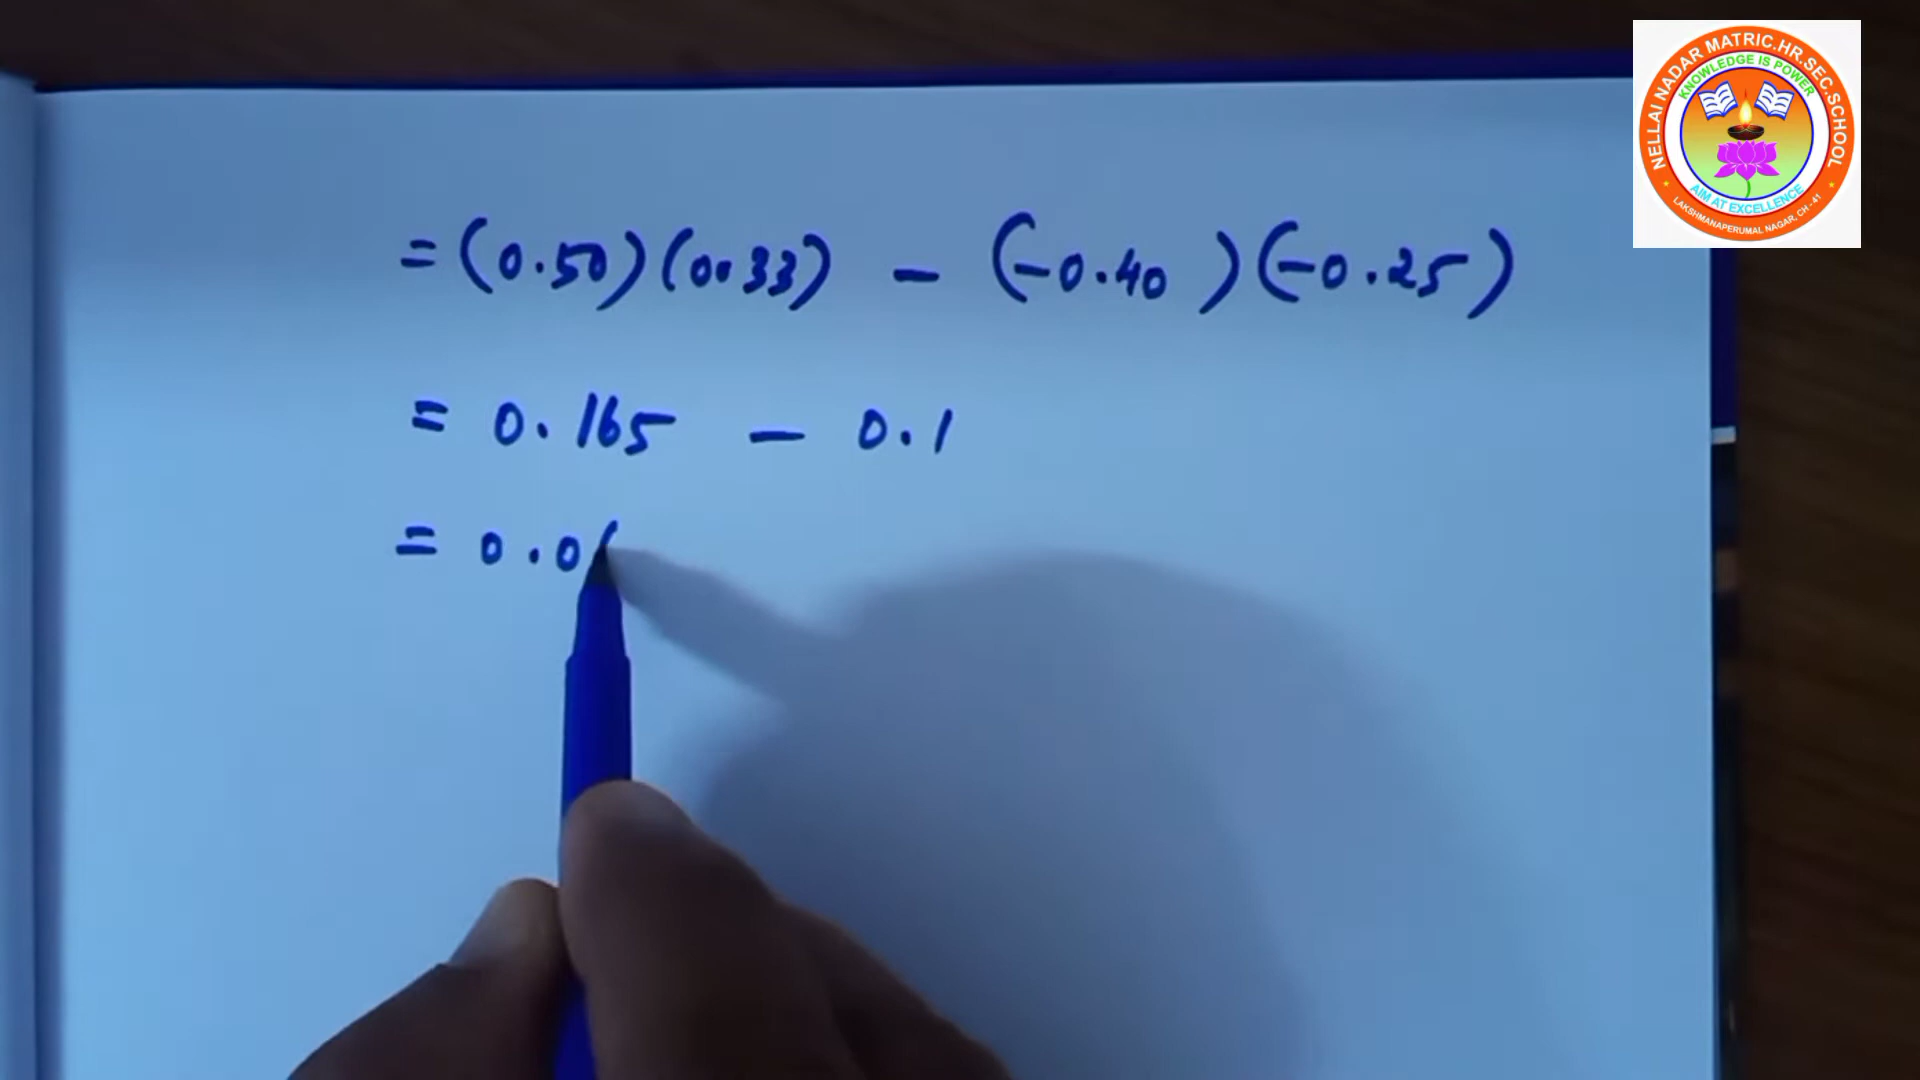 NELLAI NADAR MATRIC.HR.SEC.SCHOOL
KNOWLEDGE IS POWER
AIM AT EXCELLENCE
LAKSHMANAPERUMAL NAGAR, CH - 41
= (0.50)(0.33) - (-0.40)(-0.25)
= 0.165 - 0.1
= 0.0